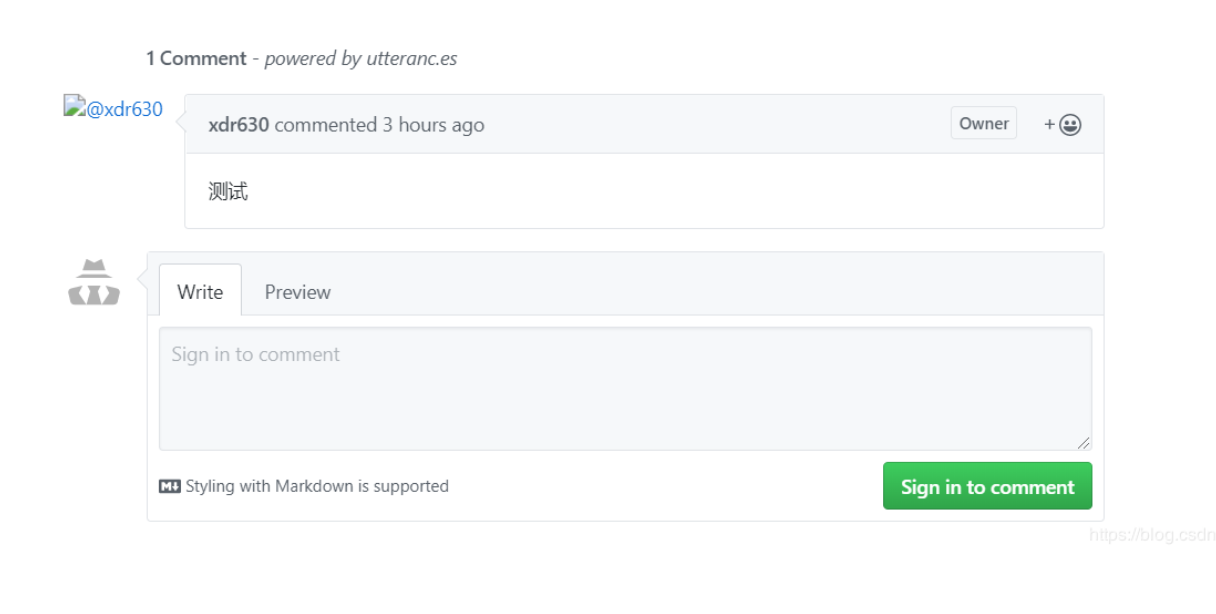 1 Comment - powered by utteranc.es
@xdr630
xdr630 commented 3 hours ago Owner +
测试
Write Preview
Sign in to comment
M Styling with Markdown is supported
Sign in to comment
https://blog.csdn